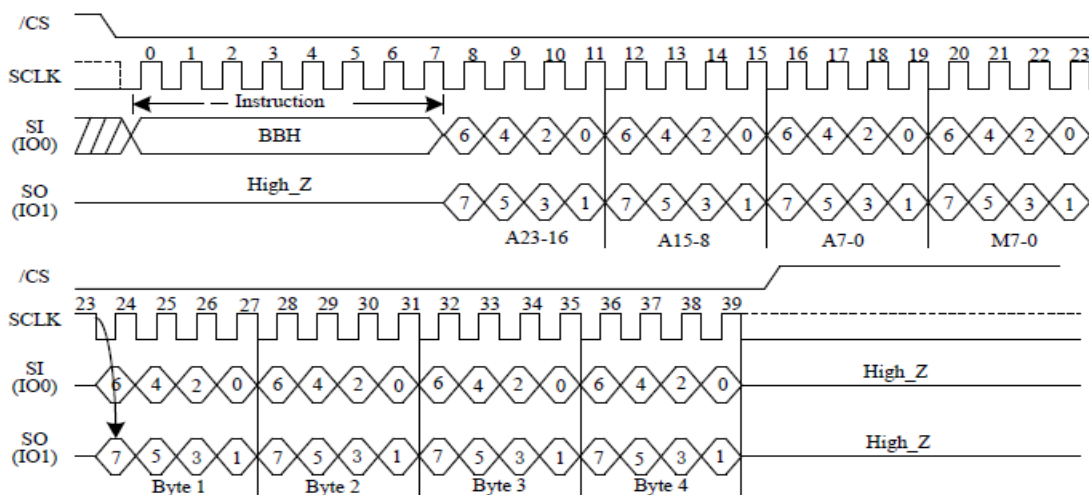 /CS
0 1 2 3 4 5 6 7 8 9 10 11 12 13 14 15 16 17 18 19 20 21 22 23
SCLK
Instruction
SI
(IO0)
BBH 6 4 2 0 6 4 2 0 6 4 2 0 6 4 2 0
High_Z
SO
(IO1)
7 5 3 1 7 5 3 1 7 5 3 1 7 5 3 1
A23-16 A15-8 A7-0 M7-0
/CS
23 24 25 26 27 28 29 30 31 32 33 34 35 36 37 38 39
SCLK
SI
(IO0)
6 4 2 0 6 4 2 0 6 4 2 0 6 4 2 0 High_Z
SO
(IO1)
7 5 3 1 7 5 3 1 7 5 3 1 7 5 3 1 High_Z
Byte 1 Byte 2 Byte 3 Byte 4